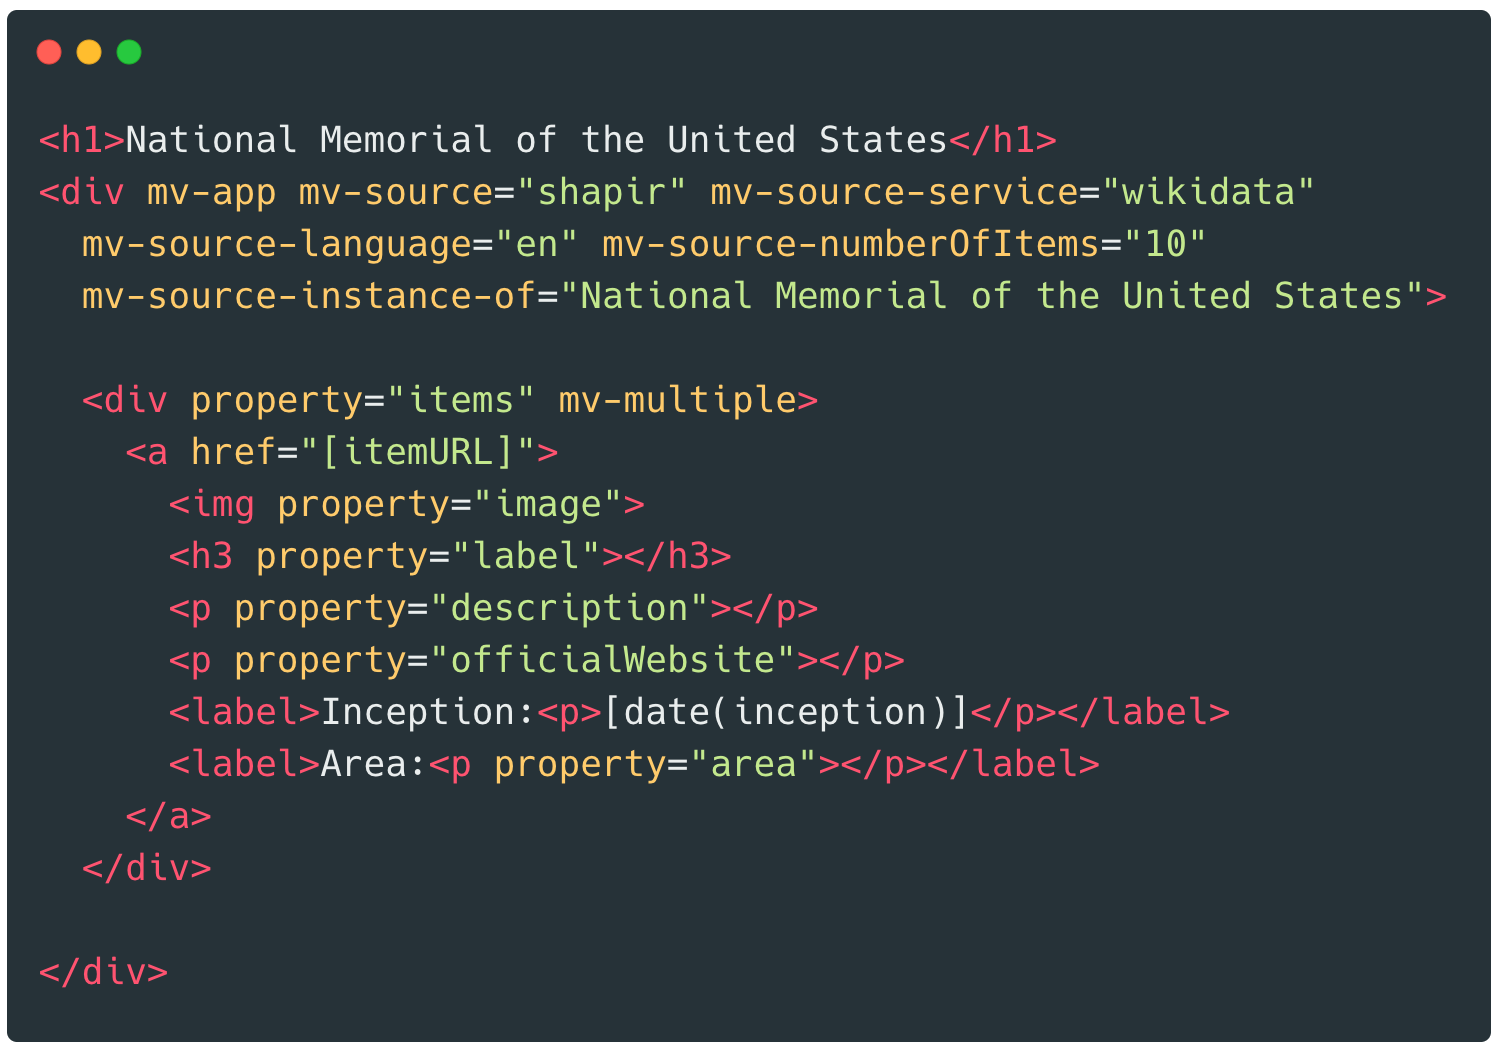 <h1>National Memorial of the United States</h1>
<div mv-app mv-source="shapir" mv-source-service="wikidata"
  mv-source-language="en" mv-source-numberOfItems="10"
  mv-source-instance-of="National Memorial of the United States">

  <div property="items" mv-multiple>
    <a href="[itemURL]">
      <img property="image">
      <h3 property="label"></h3>
      <p property="description"></p>
      <p property="officialWebsite"></p>
      <label>Inception:<p>[date(inception)]</p></label>
      <label>Area:<p property="area"></p></label>
    </a>
  </div>

</div>